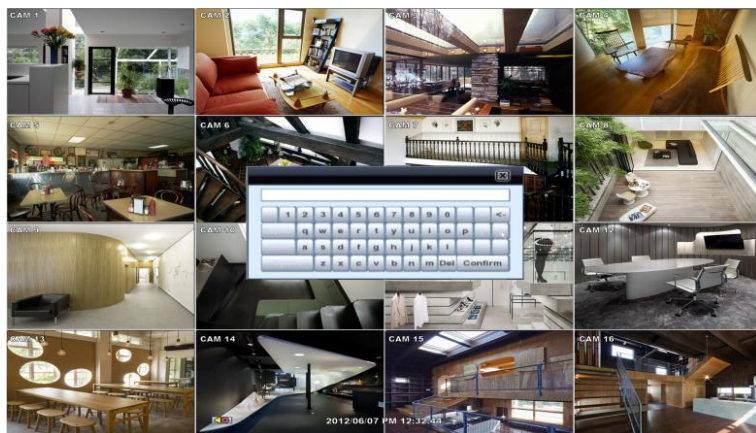 CAM 1
CAM 2
CAM 3
CAM 4
CAM 5
CAM 6
CAM 7
CAM 8
CAM 9
CAM 10
1 2 3 4 5 6 7 8 9 0 <-
q w e r t y u i o p
a s d f g h j k l
z x c v b n m Del Confirm
CAM 12
CAM 13
CAM 14
CAM 15
CAM 16
2012/06/07 PM 12:32:44